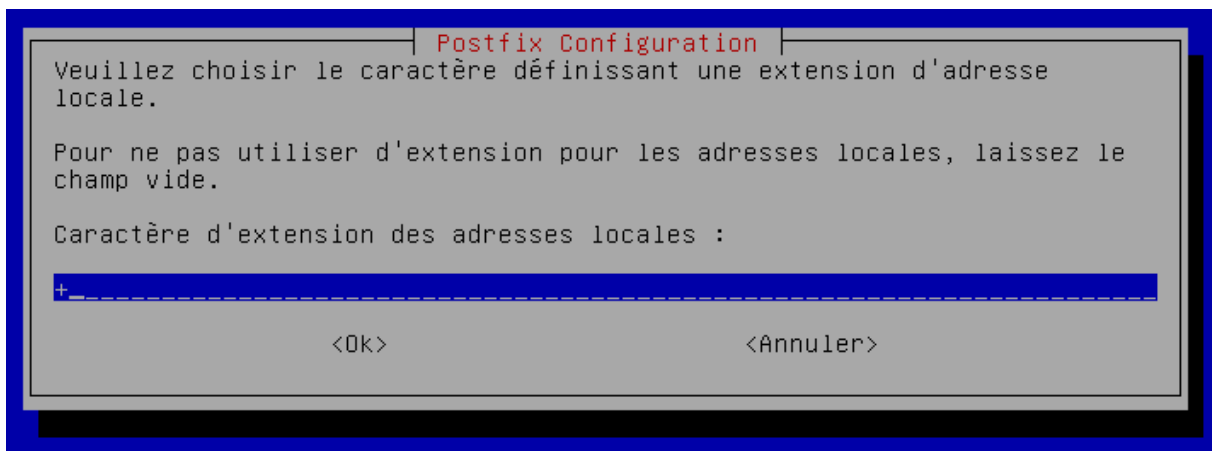 Postfix Configuration
Veuillez choisir le caractère définissant une extension d'adresse
locale.
Pour ne pas utiliser d'extension pour les adresses locales, laissez le
champ vide.
Caractère d'extension des adresses locales :
+
<Ok> <Annuler>